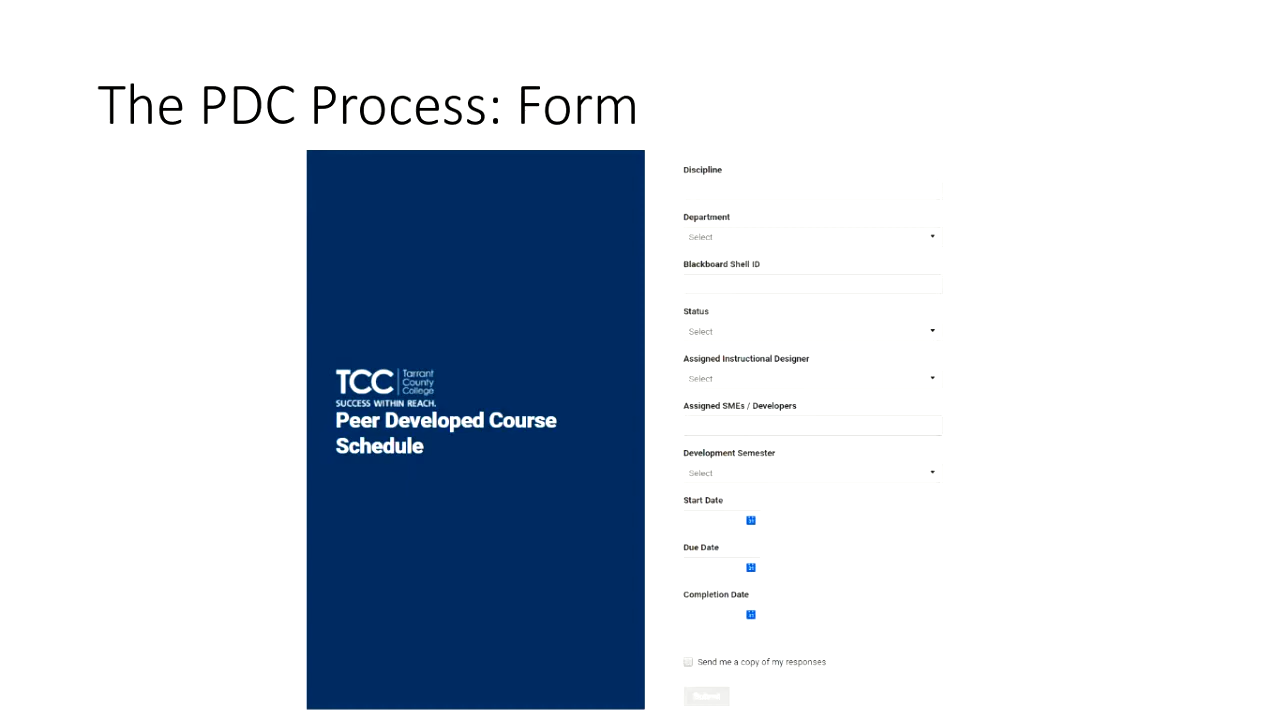 The PDC Process: Form
TCC Tarrant
County
College
SUCCESS WITHIN REACH.
Peer Developed Course
Schedule
Discipline
Department
Select
Blackboard Shell ID
Status
Select
Assigned Instructional Designer
Select
Assigned SMEs / Developers
Development Semester
Select
Start Date
Due Date
Completion Date
Send me a copy of my responses
Submit